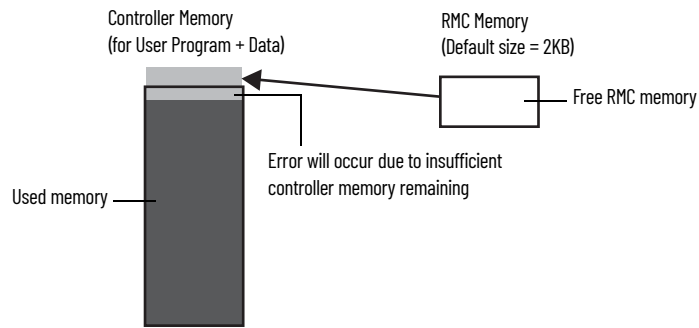 Controller Memory
(for User Program + Data)
RMC Memory
(Default size = 2KB)
Free RMC memory
Error will occur due to insufficient
controller memory remaining
Used memory